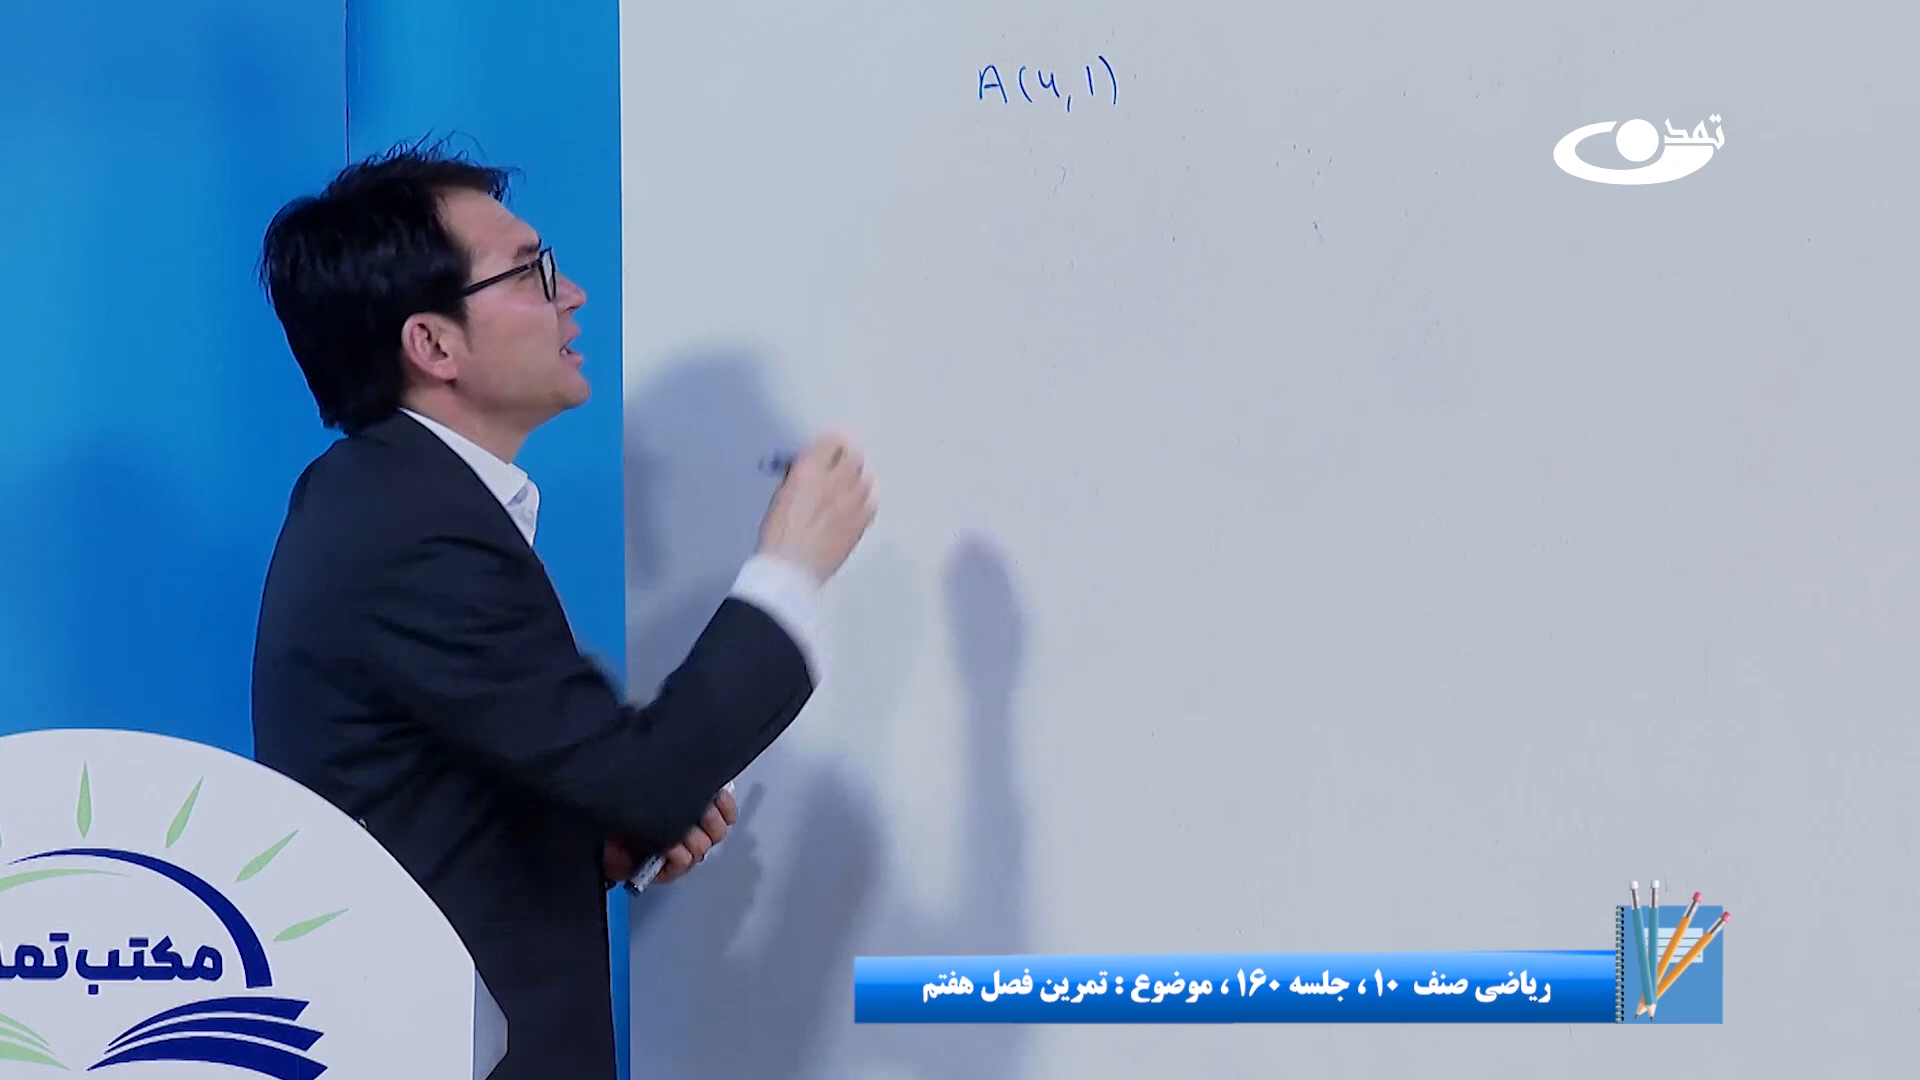 A(4,1)
تمدن
مکتب تمد
ریاضی صنف ۱۰ ، جلسه ۱۶۰ ، موضوع : تمرین فصل هفتم